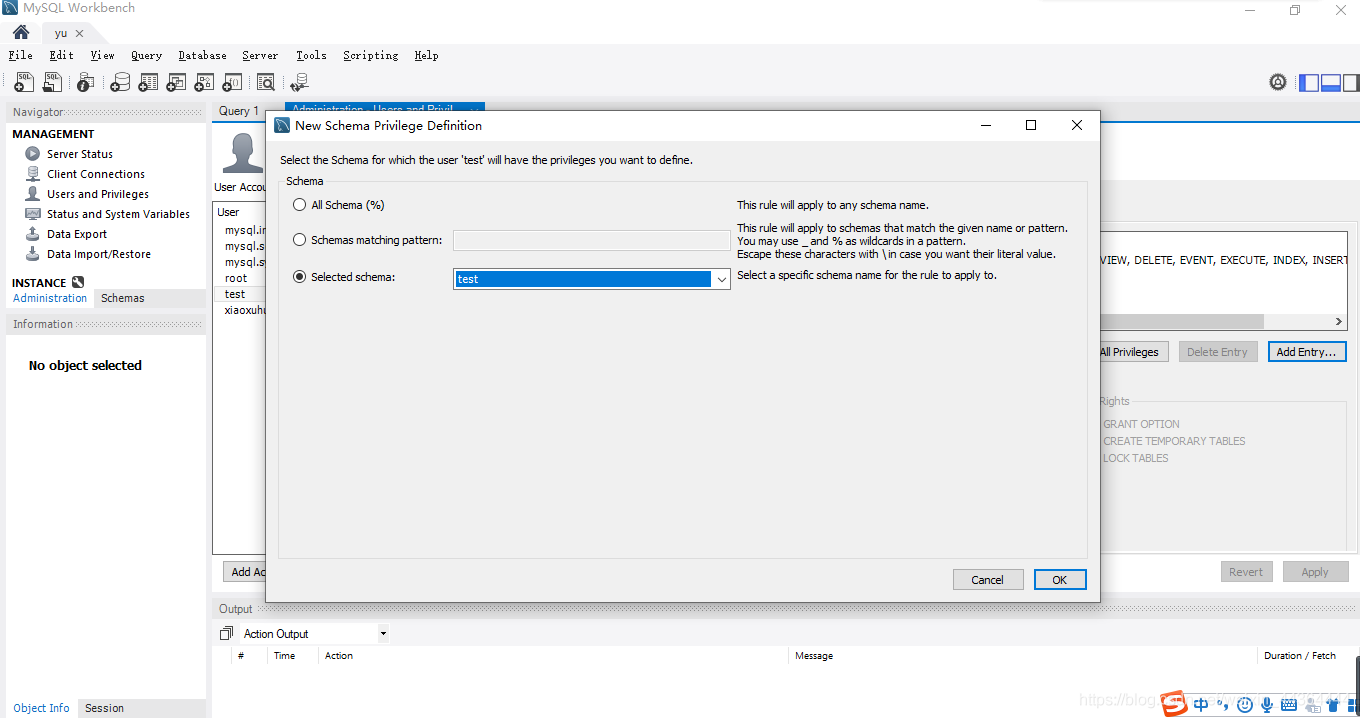 MySQL Workbench
yu
File Edit View Query Database Server Tools Scripting Help
Navigator
MANAGEMENT
Server Status
Client Connections
Users and Privileges
Status and System Variables
Data Export
Data Import/Restore
INSTANCE
Administration Schemas
Information
No object selected
Object Info Session
Query 1
Administration - Users and Privil
User Accou
User
mysql.in
mysql.s
mysql.sy
root
test
xiaoxuhu
Add Ac
New Schema Privilege Definition
Select the Schema for which the user 'test' will have the privileges you want to define.
Schema
All Schema (%)
This rule will apply to any schema name.
Schemas matching pattern:
This rule will apply to schemas that match the given name or pattern.
You may use _ and % as wildcards in a pattern.
Escape these characters with \ in case you want their literal value.
Selected schema:
test
Select a specific schema name for the rule to apply to.
Cancel OK
VIEW, DELETE, EVENT, EXECUTE, INDEX, INSERT
All Privileges Delete Entry Add Entry...
Rights
GRANT OPTION
CREATE TEMPORARY TABLES
LOCK TABLES
Revert Apply
Output
Action Output
# Time Action Message Duration / Fetch
中